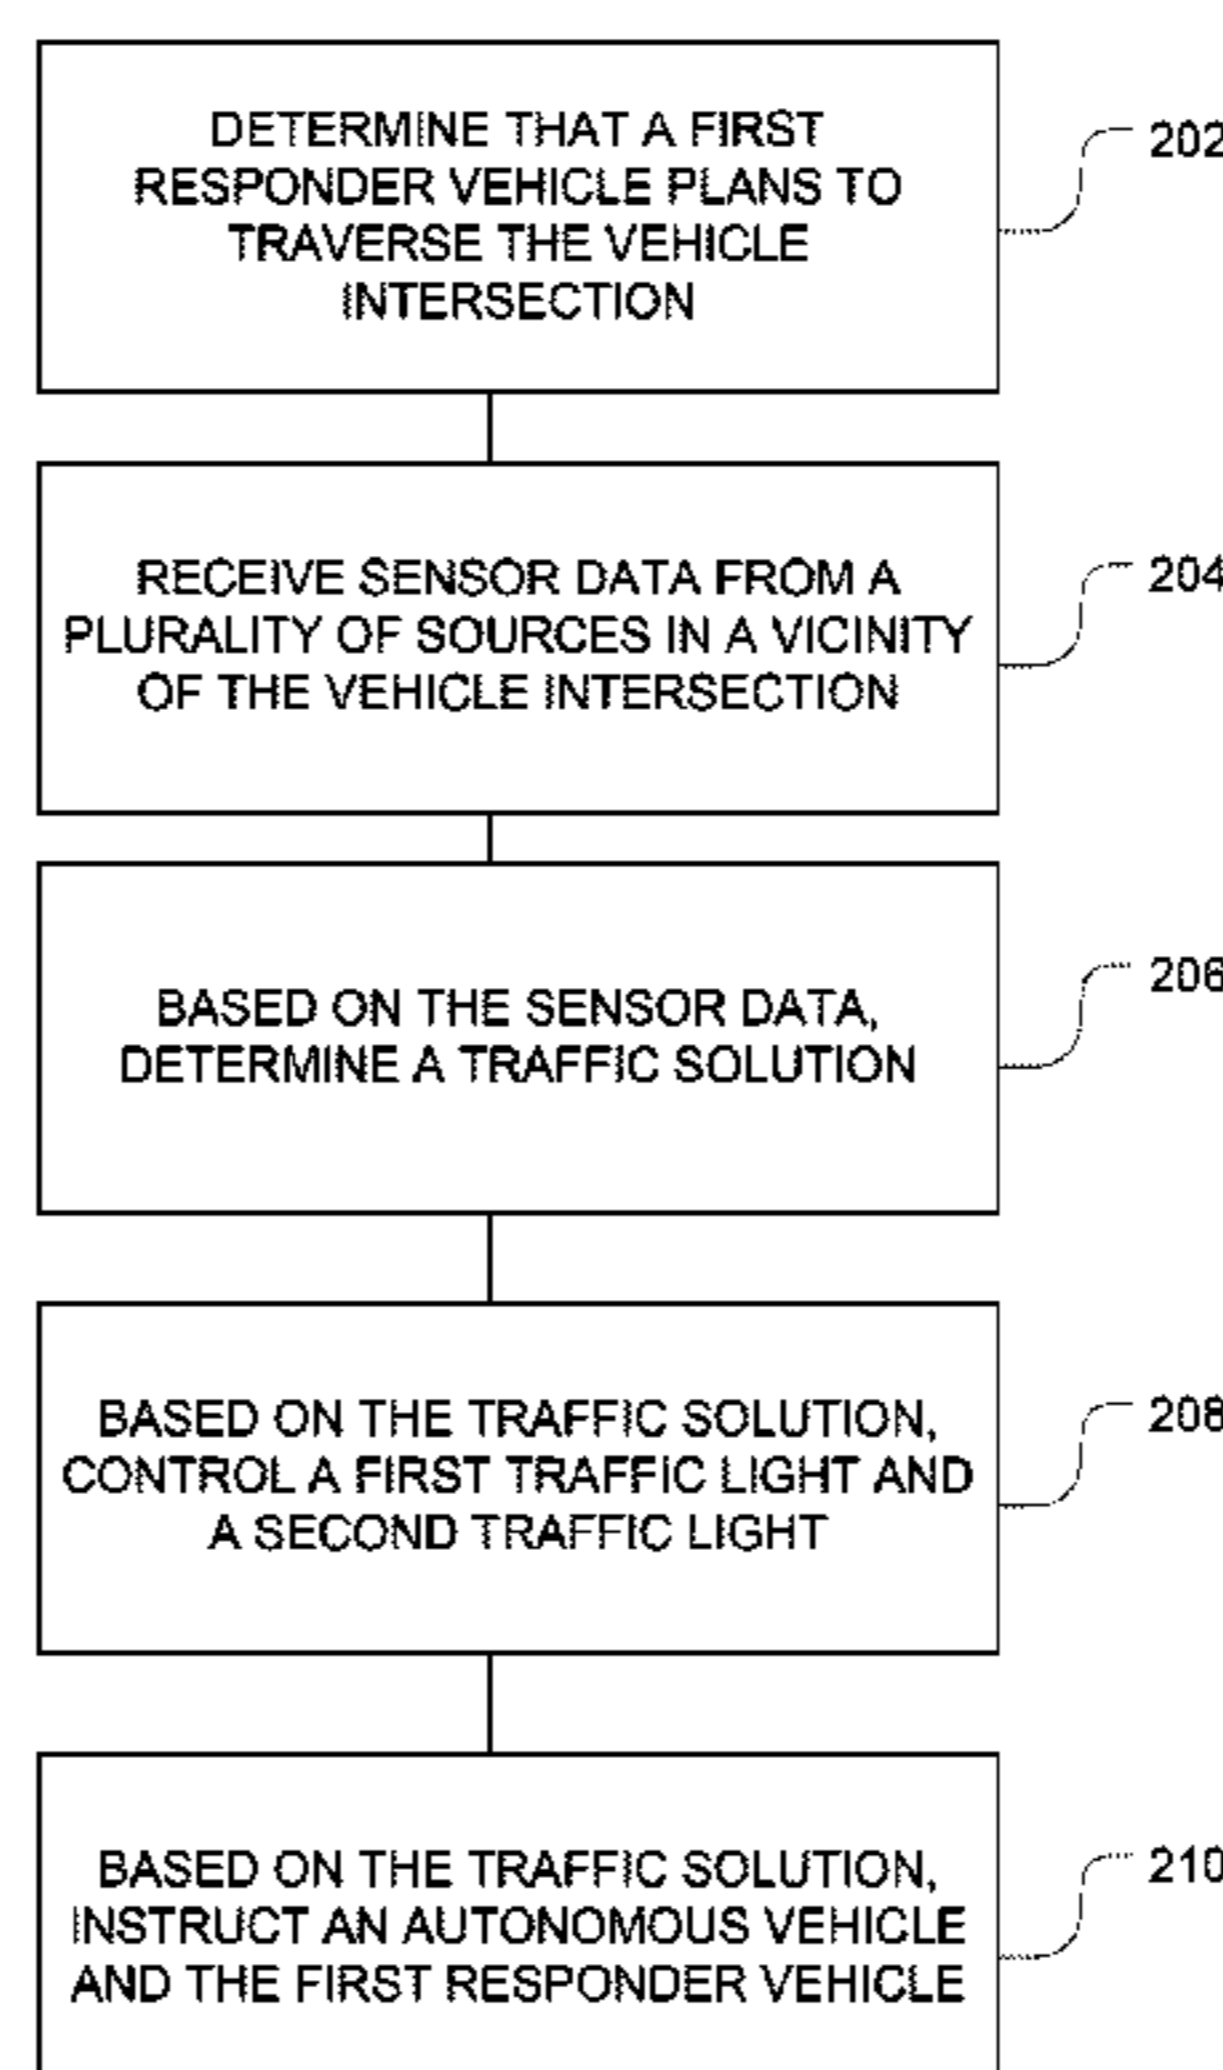 DETERMINE THAT A FIRST
RESPONDER VEHICLE PLANS TO
TRAVERSE THE VEHICLE
INTERSECTION
202
RECEIVE SENSOR DATA FROM A
PLURALITY OF SOURCES IN A VICINITY
OF THE VEHICLE INTERSECTION
204
BASED ON THE SENSOR DATA,
DETERMINE A TRAFFIC SOLUTION
206
BASED ON THE TRAFFIC SOLUTION,
CONTROL A FIRST TRAFFIC LIGHT AND
A SECOND TRAFFIC LIGHT
208
BASED ON THE TRAFFIC SOLUTION,
INSTRUCT AN AUTONOMOUS VEHICLE
AND THE FIRST RESPONDER VEHICLE
210